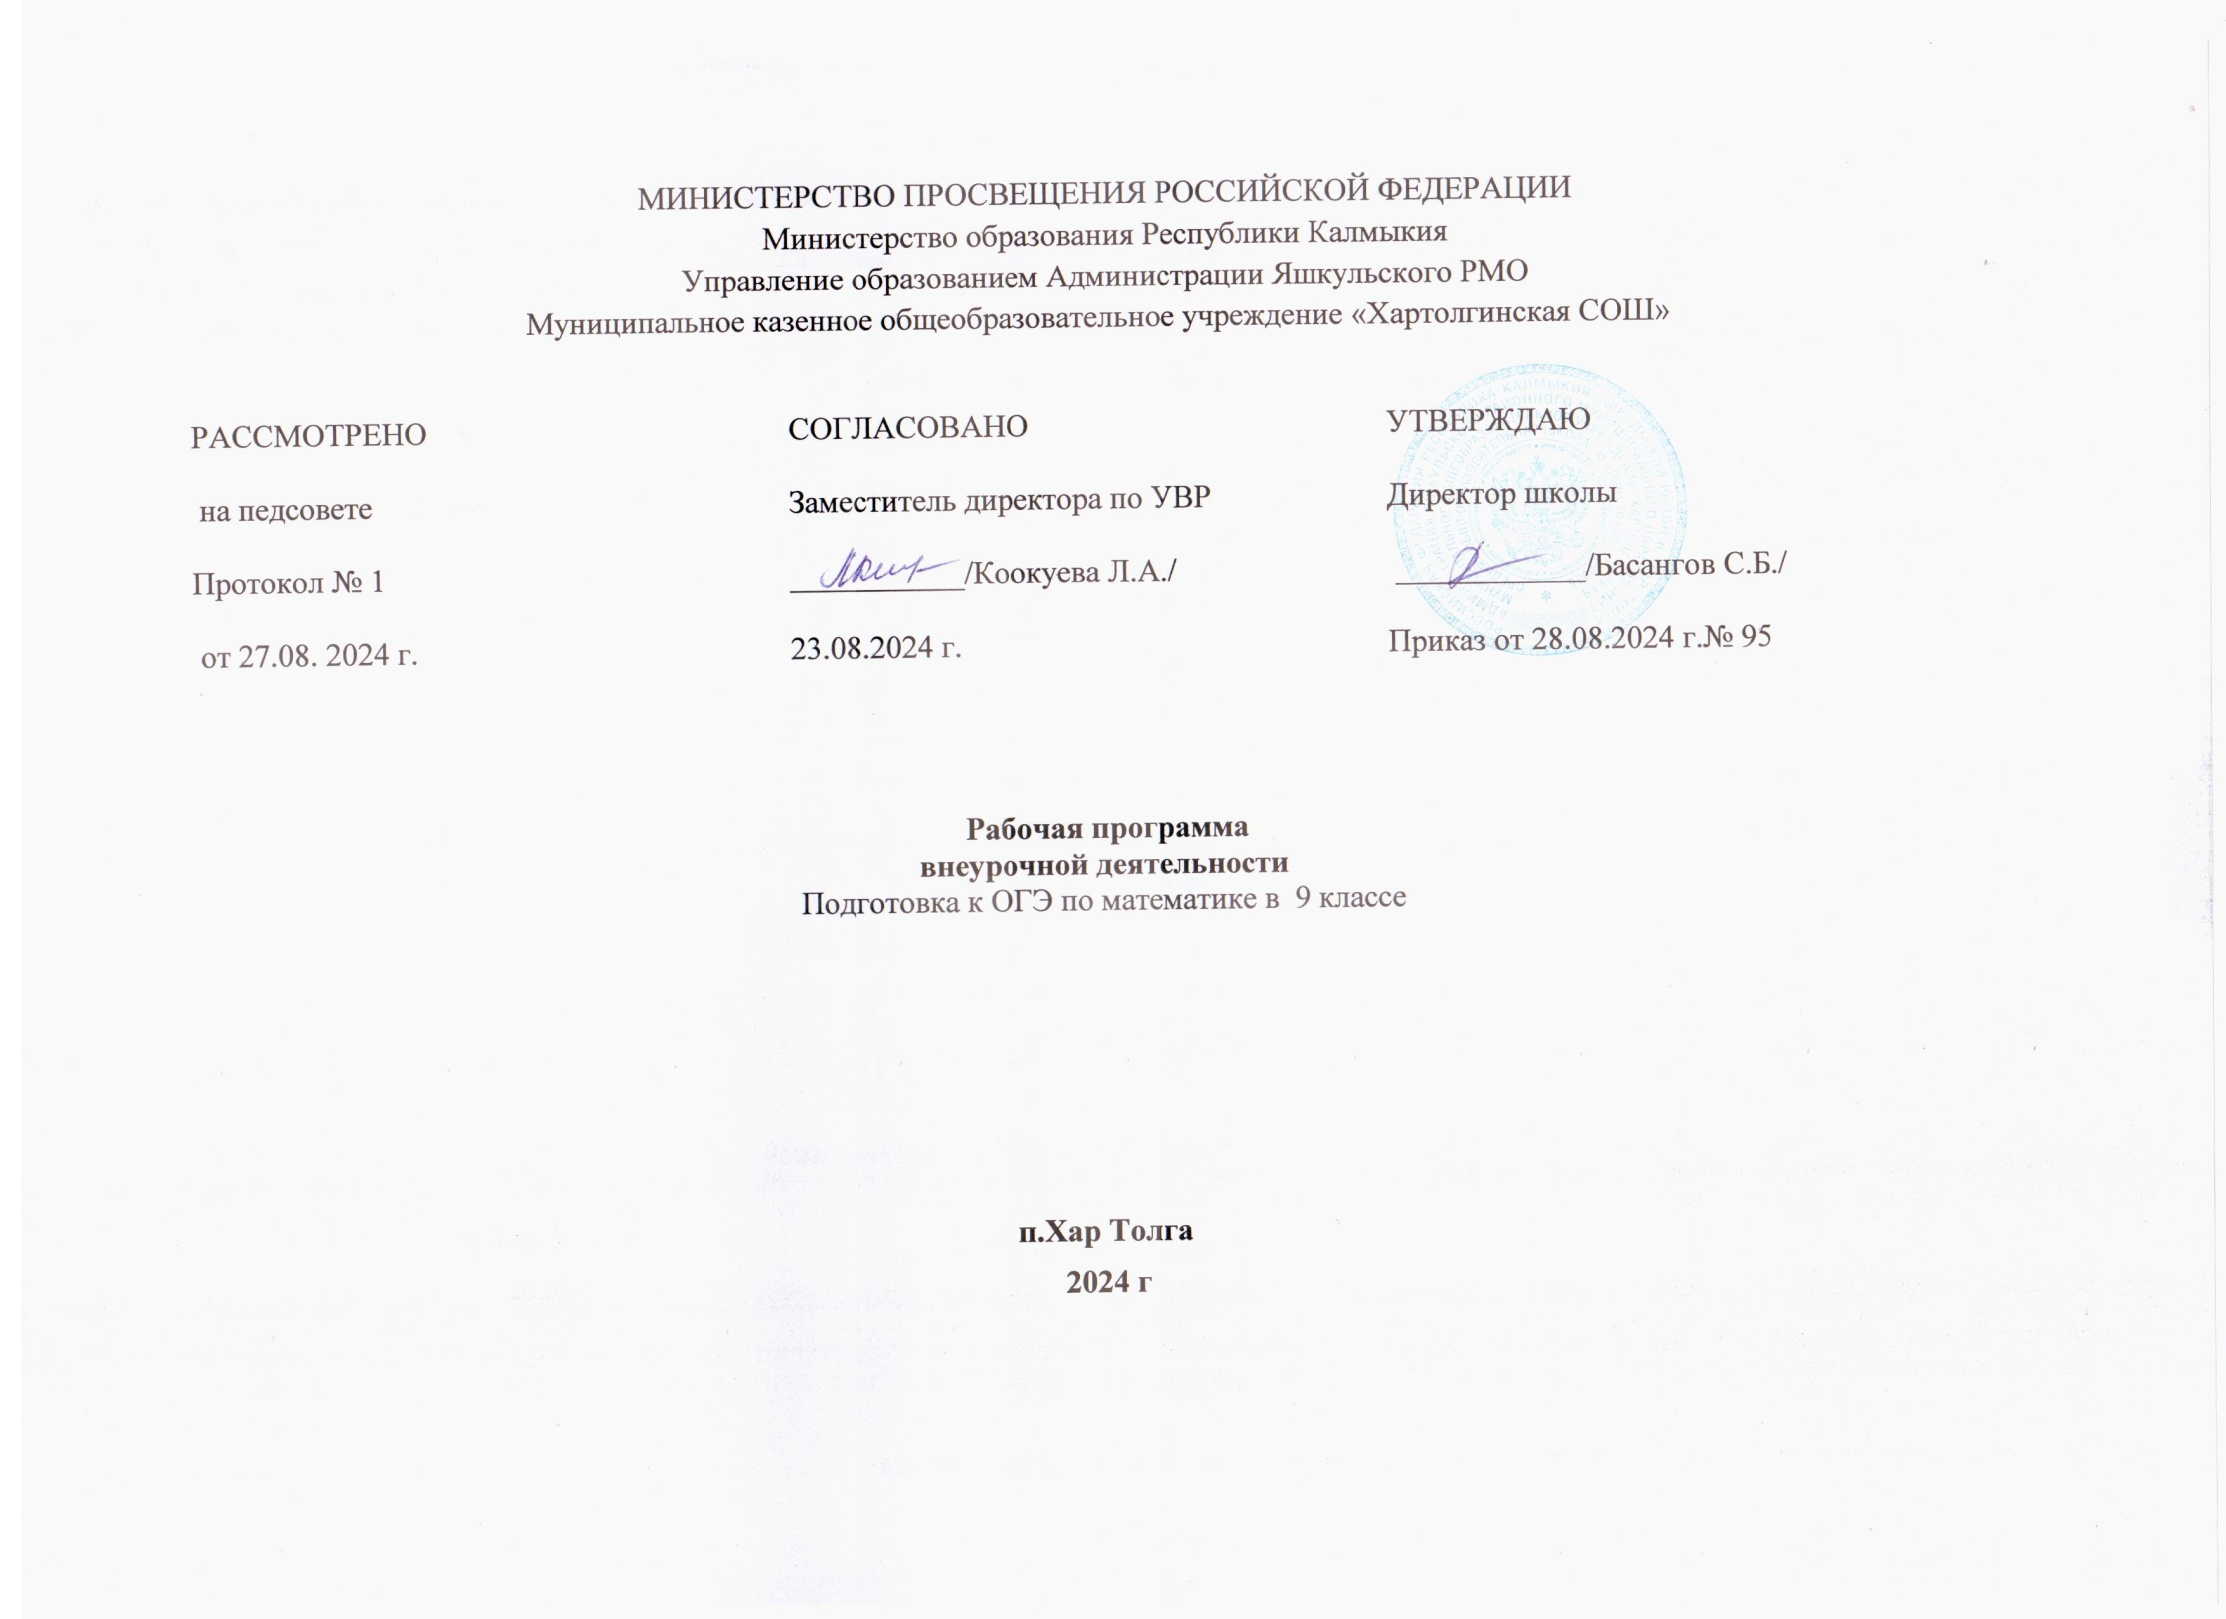 МИНИСТЕРСТВО ПРОСВЕЩЕНИЯ РОССИЙСКОЙ ФЕДЕРАЦИИ
Министерство образования Республики Калмыкия
Управление образованием Администрации Яшкульского РМО
Муниципальное казенное общеобразовательное учреждение «Хартолгинская СОШ»
РАССМОТРЕНО
на педсовете
Протокол № 1
от 27.08. 2024 г.
СОГЛАСОВАНО
Заместитель директора по УВР
/Коокуева Л.А./
23.08.2024 г.
УТВЕРЖДАЮ
Директор школы
/Басангов С.Б./
Приказ от 28.08.2024 г.№ 95
Рабочая программа
внеурочной деятельности
Подготовка к ОГЭ по математике в  9 классе
п.Хар Толга
2024 г